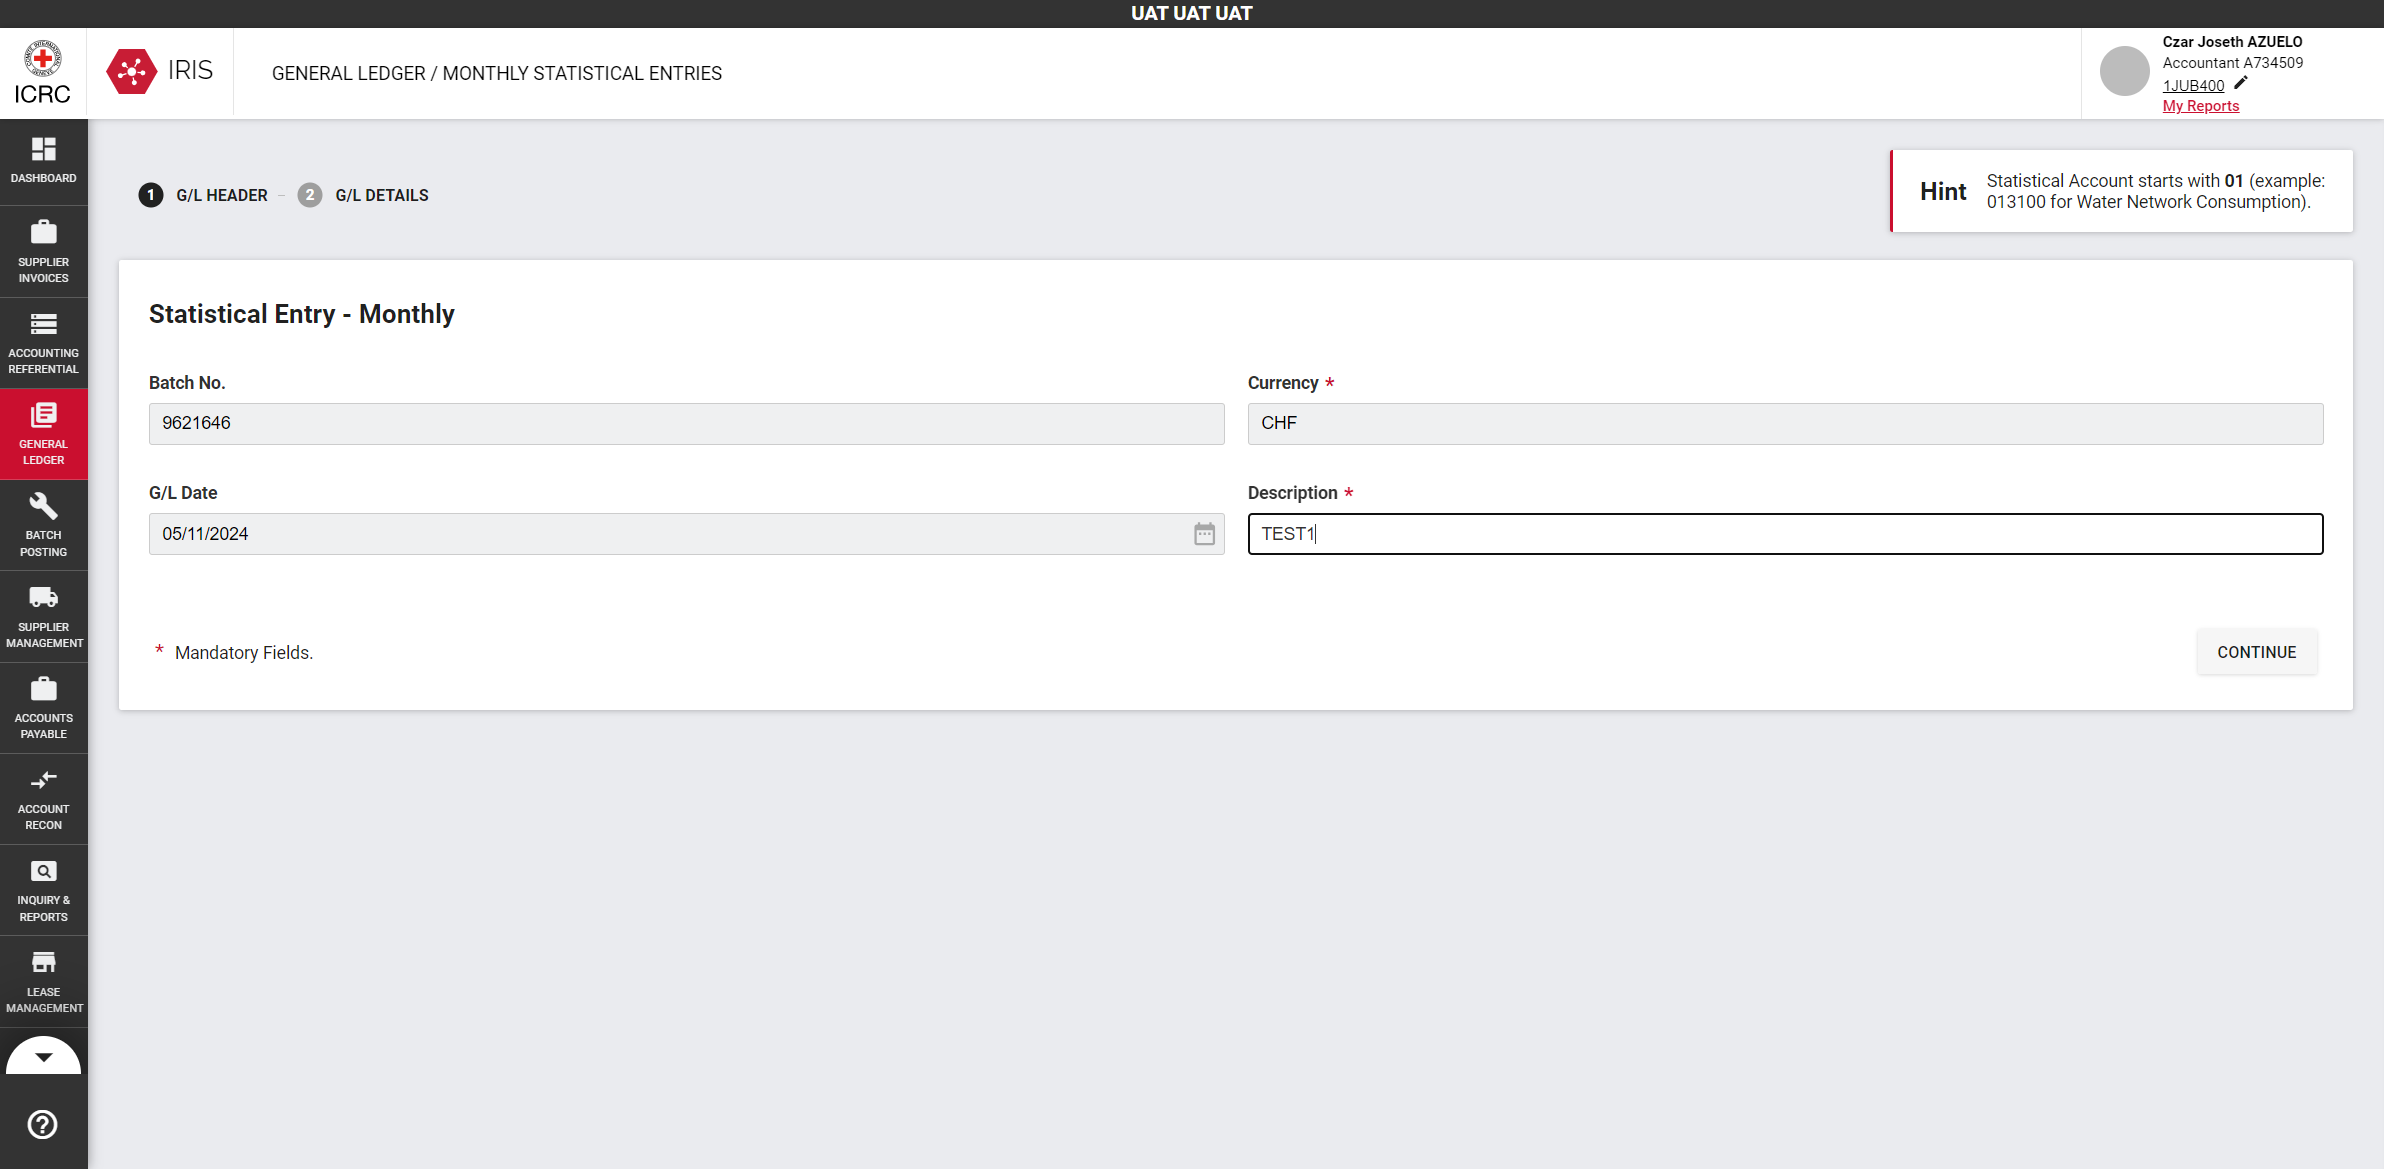 UAT UAT UAT
ICRC
IRIS
GENERAL LEDGER / MONTHLY STATISTICAL ENTRIES
Czar Joseth AZUELO
Accountant A734509
1JUB400
My Reports
DASHBOARD
SUPPLIER
INVOICES
ACCOUNTING
REFERENTIAL
GENERAL
LEDGER
BATCH
POSTING
SUPPLIER
MANAGEMENT
ACCOUNTS
PAYABLE
ACCOUNT
RECON
INQUIRY &
REPORTS
LEASE
MANAGEMENT
1 G/L HEADER – 2 G/L DETAILS
Hint
Statistical Account starts with 01 (example:
013100 for Water Network Consumption).
Statistical Entry - Monthly
Batch No.
9621646
Currency *
CHF
G/L Date
05/11/2024
Description *
TEST1
* Mandatory Fields.
CONTINUE